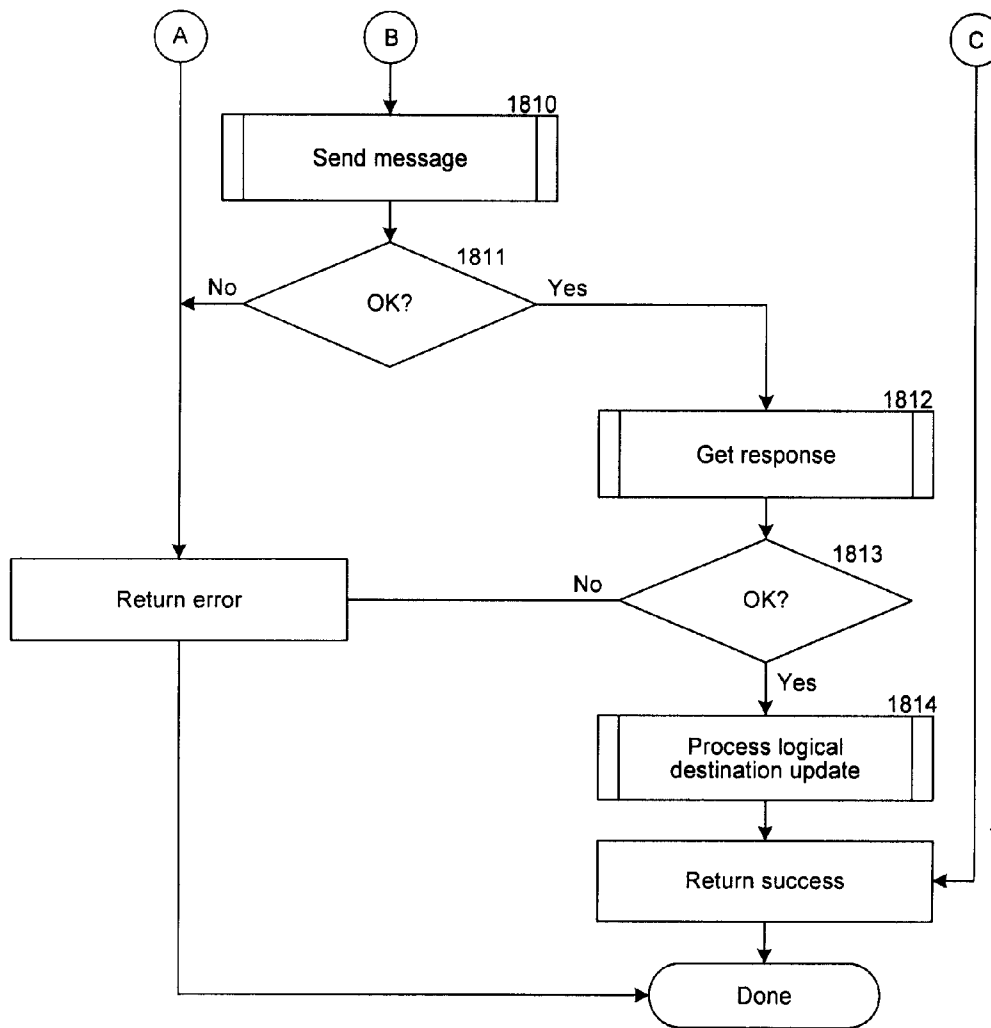 A
B
C
1810
Send message
1811
No
OK?
Yes
1812
Get response
1813
Return error
No
OK?
Yes
1814
Process logical
destination update
Return success
Done